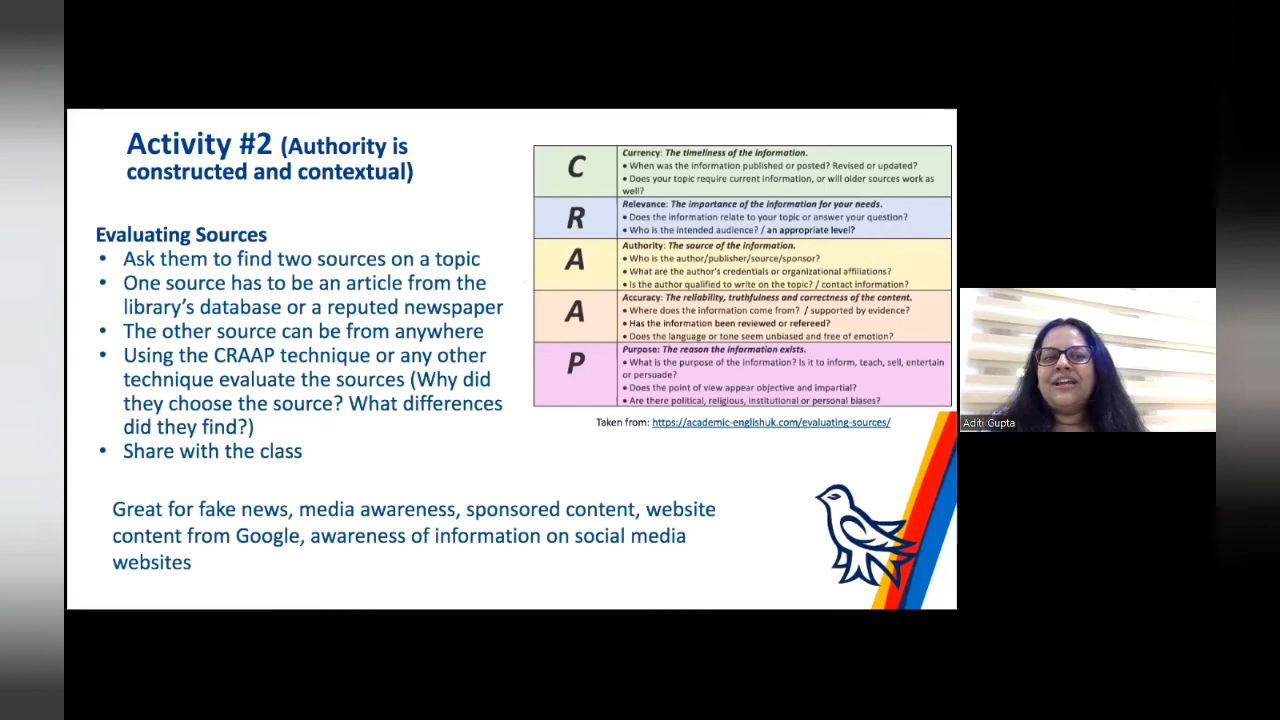 Activity #2 (Authority is
constructed and contextual)
Evaluating Sources
• Ask them to find two sources on a topic
• One source has to be an article from the
library's database or a reputed newspaper
• The other source can be from anywhere
• Using the CRAAP technique or any other
technique evaluate the sources (Why did
they choose the source? What differences
did they find?)
• Share with the class
Great for fake news, media awareness, sponsored content, website
content from Google, awareness of information on social media
websites
C
Currency: The timeliness of the information.
• When was the information published or posted? Revised or updated?
• Does your topic require current information, or will older sources work as
well?
R
Relevance: The importance of the information for your needs.
• Does the information relate to your topic or answer your question?
• Who is the intended audience? / an appropriate level?
A
Authority: The source of the information.
• Who is the author/publisher/source/sponsor?
• What are the author's credentials or organizational affiliations?
• Is the author qualified to write on the topic? / contact information?
A
Accuracy: The reliability, truthfulness and correctness of the content.
• Where does the information come from? / supported by evidence?
• Has the information been reviewed or refereed?
• Does the language or tone seem unbiased and free of emotion?
P
Purpose: The reason the information exists.
• What is the purpose of the information? Is it to inform, teach, sell, entertain
or persuade?
• Does the point of view appear objective and impartial?
• Are there political, religious, institutional or personal biases?
Taken from: https://academic-englishuk.com/evaluating-sources/
Aditi Gupta